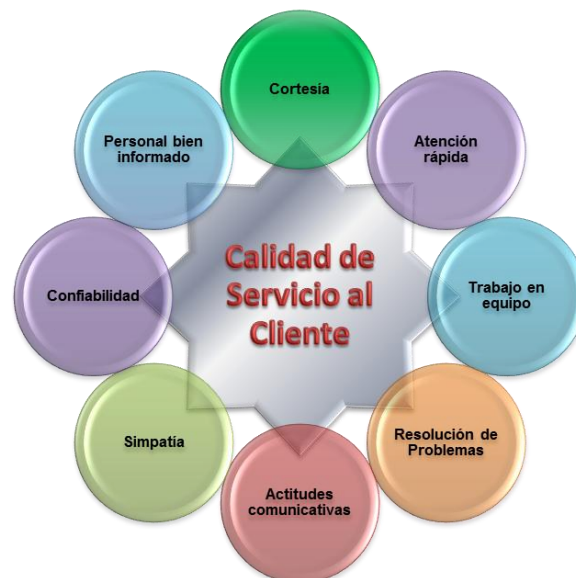 Cortesia
Atención
rápida
Trabajo en
equipo
Resolución de
Problemas
Actitudes
comunicativas
Simpatía
Confiabilidad
Personal bien
informado
Calidad de
Servicio al
Cliente